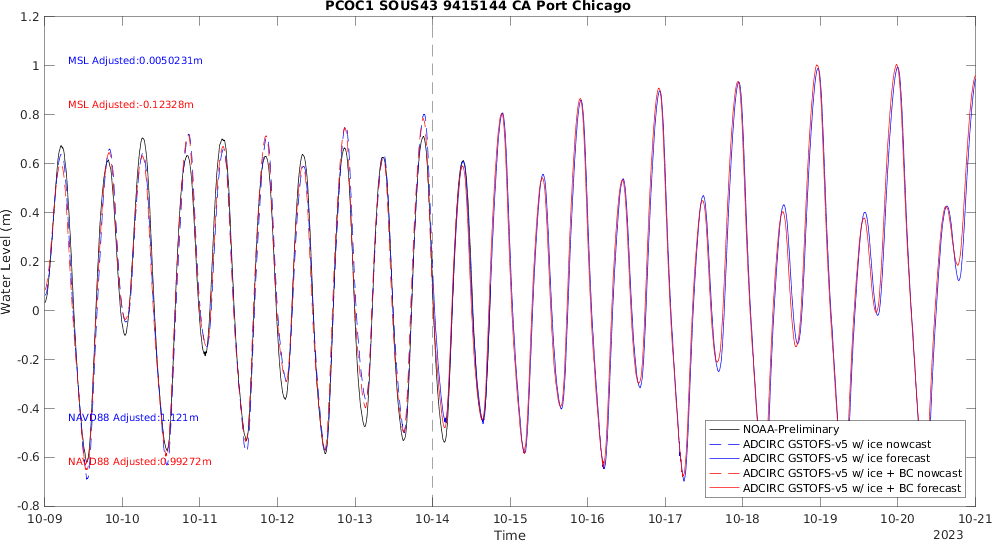 PCOC1 SOUS43 9415144 CA Port Chicago
1.2
1
0.8
0.6
0.4
0.2
0
-0.2
-0.4
-0.6
-0.8
Water Level (m)
MSL Adjusted:0.0050231m
MSL Adjusted:-0.12328m
NAVD88 Adjusted:1.121m
NAVD88 Adjusted:0.99272m
NOAA-Preliminary
ADCIRC GSTOFS-v5 w/ ice nowcast
ADCIRC GSTOFS-v5 w/ ice forecast
ADCIRC GSTOFS-v5 w/ ice + BC nowcast
ADCIRC GSTOFS-v5 w/ ice + BC forecast
10-09 10-10 10-11 10-12 10-13 10-14 10-15 10-16 10-17 10-18 10-19 10-20 10-21
Time
2023